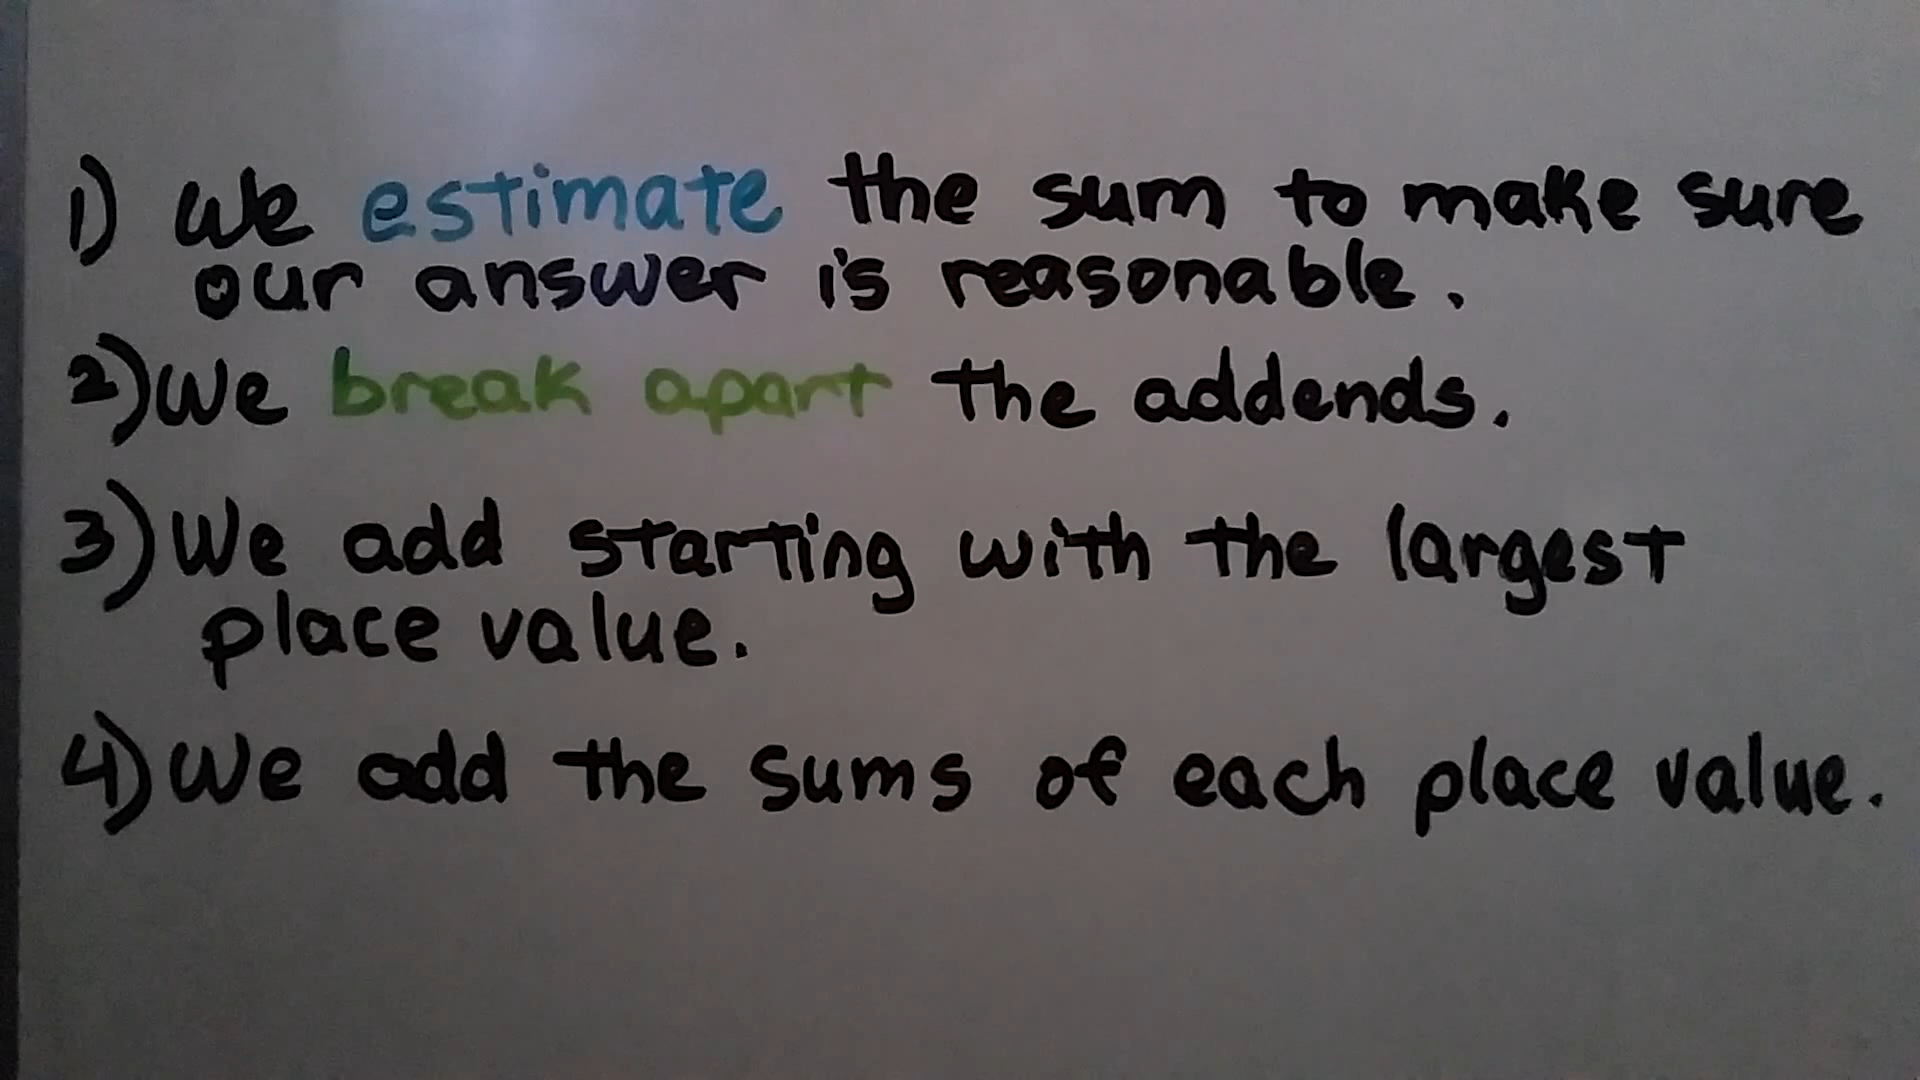 1) We estimate the sum to make sure
our answer is reasonable.
2) We break apart the addends.
3) We add starting with the largest
place value.
4) We add the sums of each place value.